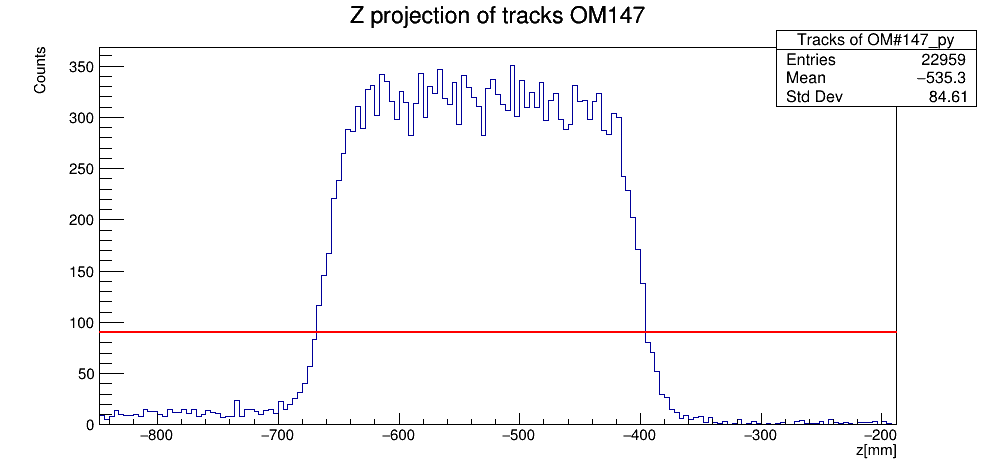 Z projection of tracks OM147
Tracks of OM#147_py
Entries 22959
Mean −535.3
Std Dev 84.61
Counts
350
300
250
200
150
100
50
0
−800 −700 −600 −500 −400 −300 −200
z[mm]